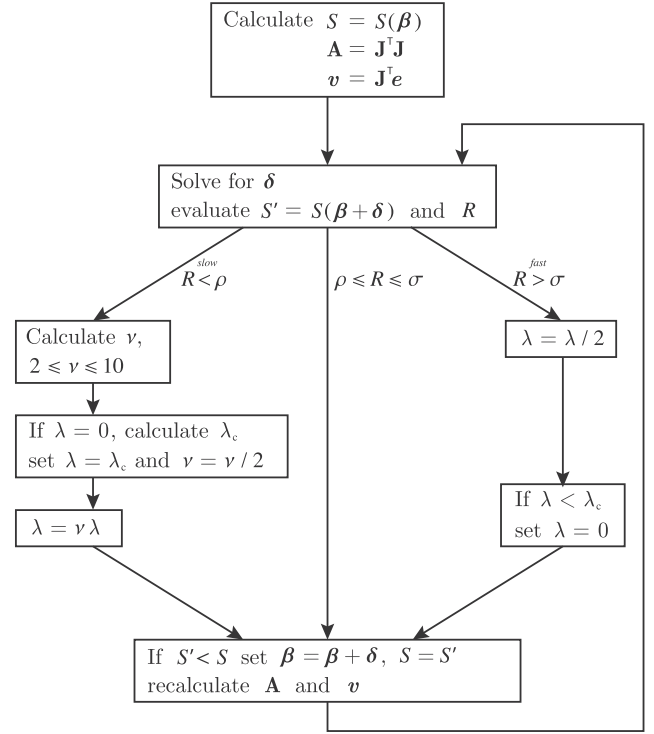 Calculate S = S(β)
A = JᵀJ
v = Jᵀe
Solve for δ
evaluate S′ = S(β + δ) and R
slow
R < ρ
ρ ⩽ R ⩽ σ
fast
R > σ
Calculate ν,
2 ⩽ ν ⩽ 10
λ = λ / 2
If λ = 0, calculate λc
set λ = λc and ν = ν / 2
λ = ν λ
If λ < λc
set λ = 0
If S′ < S set β = β + δ, S = S′
recalculate A and v